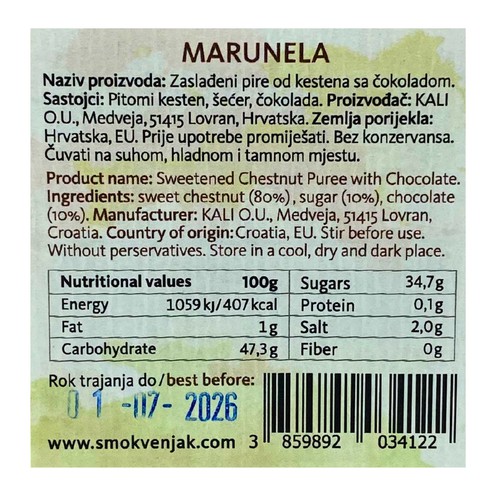 MARUNELA
Naziv proizvoda: Zaslađeni pire od kestena sa čokoladom.
Sastojci: Pitomi kesten, šećer, čokolada. Proizvođač: KALI
O.U., Medveja, 51415 Lovran, Hrvatska. Zemlja porijekla:
Hrvatska, EU. Prije upotrebe promiješati. Bez konzervansa.
Čuvati na suhom, hladnom i tamnom mjestu.
Product name: Sweetened Chestnut Puree with Chocolate.
Ingredients: sweet chestnut (80%), sugar (10%), chocolate
(10%). Manufacturer: KALI O.U., Medveja, 51415 Lovran,
Croatia. Country of origin: Croatia, EU. Stir before use.
Without perservatives. Store in a cool, dry and dark place.
Nutritional values 100g
Energy 1059 kj/407 kcal
Fat 1g
Carbohydrate 47,3g
Sugars 34,7g
Protein 0,1g
Salt 2,0g
Fiber 0g
Rok trajanja do/best before:
01-07-2026
www.smokvenjak.com
3 859892 034122